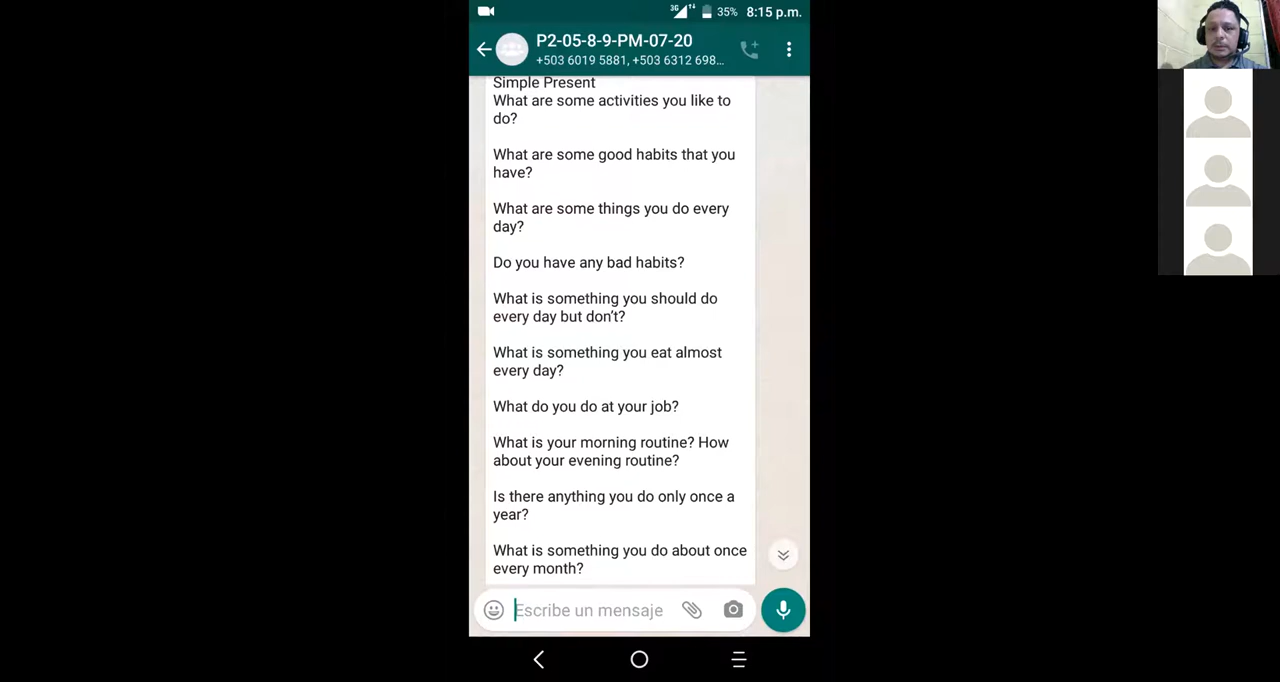 3G 35% 8:15 p.m.
P2-05-8-9-PM-07-20
+503 6019 5881, +503 6312 698...
Simple Present
What are some activities you like to
do?
What are some good habits that you
have?
What are some things you do every
day?
Do you have any bad habits?
What is something you should do
every day but don't?
What is something you eat almost
every day?
What do you do at your job?
What is your morning routine? How
about your evening routine?
Is there anything you do only once a
year?
What is something you do about once
every month?
Escribe un mensaje